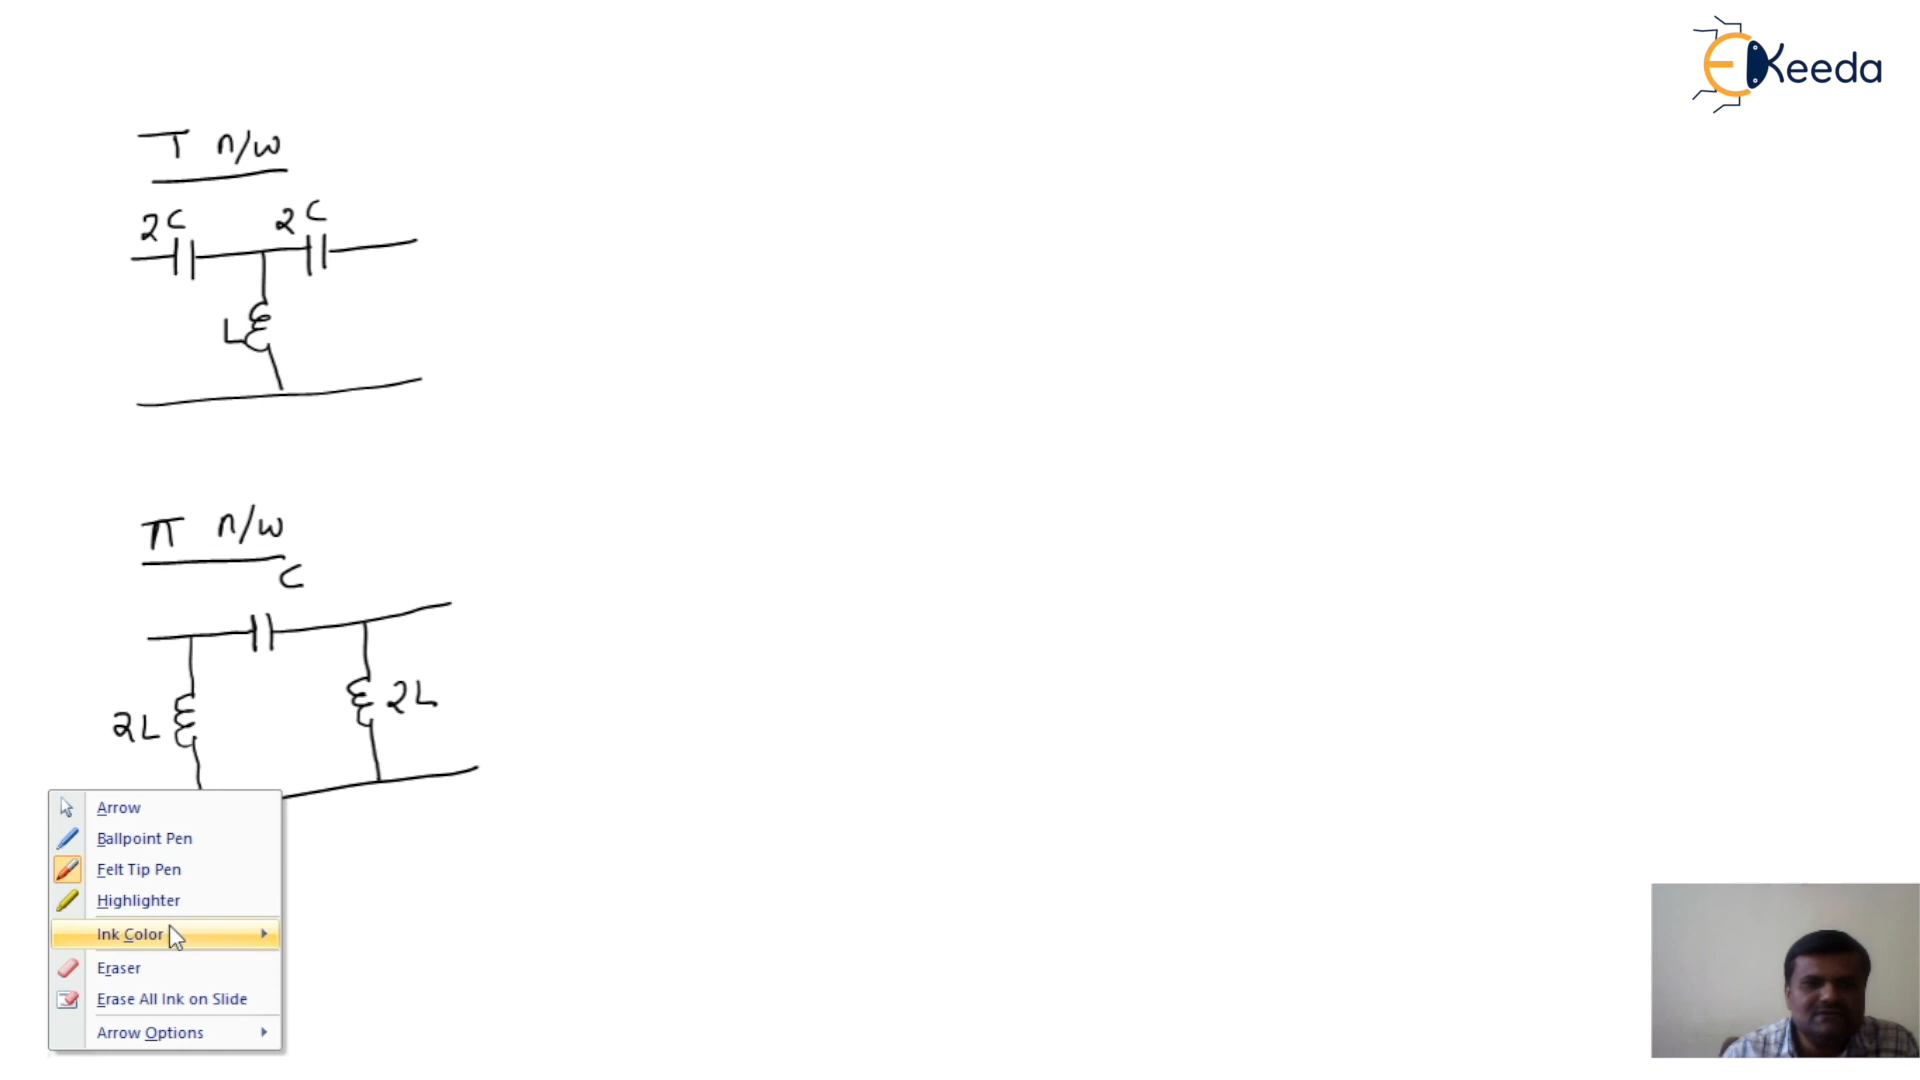 EKeeda
T n/w
2C 2C
L
π n/w
C
2L 2L
Arrow
Ballpoint Pen
Felt Tip Pen
Highlighter
Ink Color
Eraser
Erase All Ink on Slide
Arrow Options